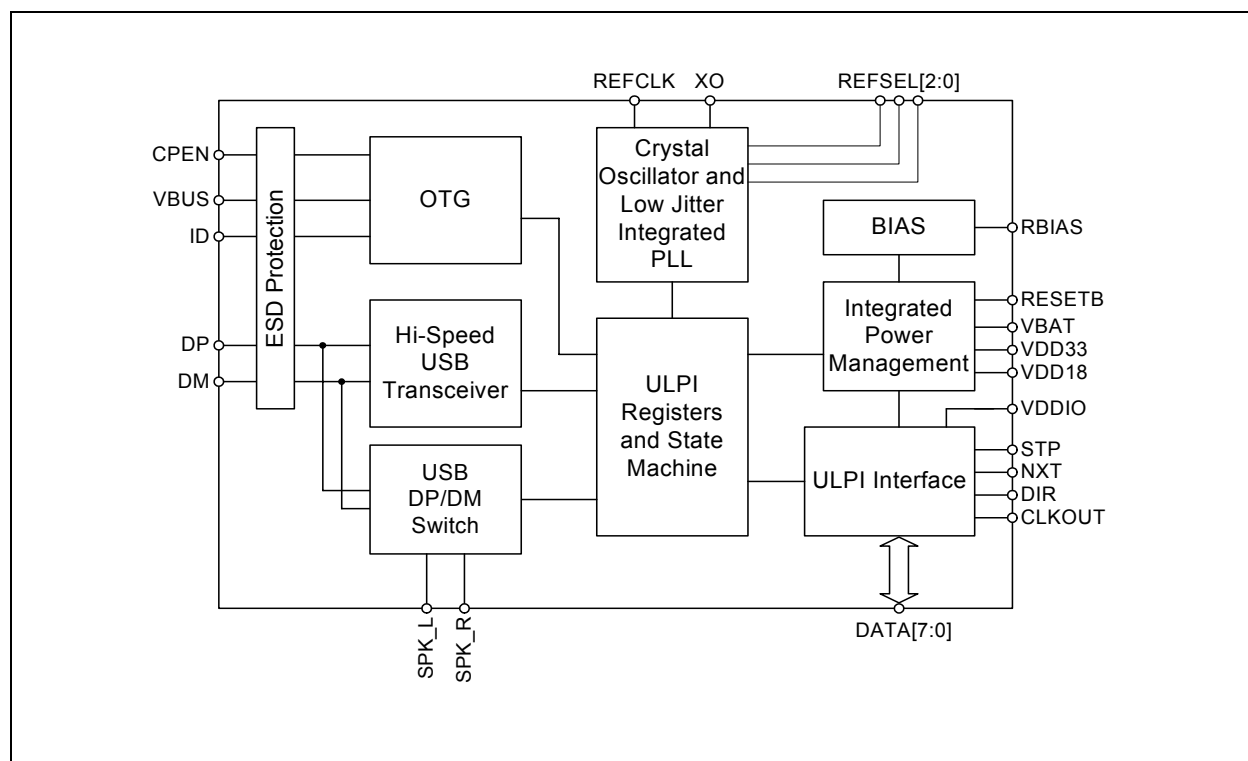 REFCLK XO REFSEL[2:0]
CPEN
VBUS
ID
DP
DM
ESD Protection
OTG
Hi-Speed
USB
Transceiver
USB
DP/DM
Switch
SPK_L
SPK_R
Crystal
Oscillator and
Low Jitter
Integrated
PLL
ULPI
Registers
and State
Machine
BIAS
Integrated
Power
Management
ULPI Interface
RBIAS
RESETB
VBAT
VDD33
VDD18
VDDIO
STP
NXT
DIR
CLKOUT
DATA[7:0]